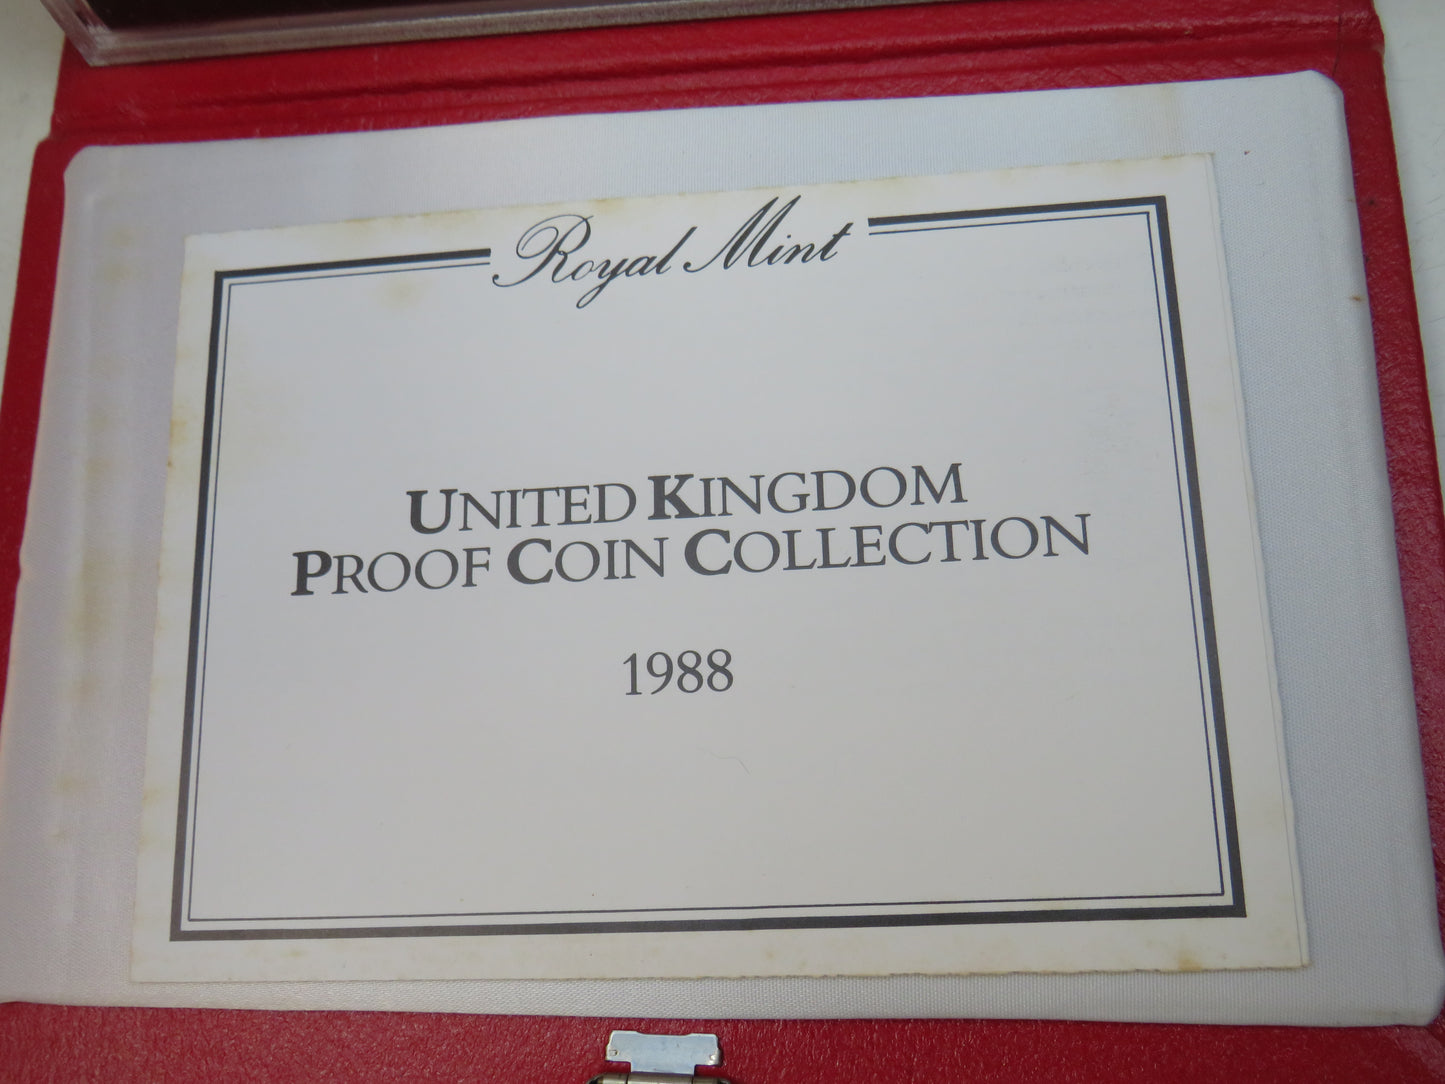 Royal Mint
UNITED KINGDOM
PROOF COIN COLLECTION
1988